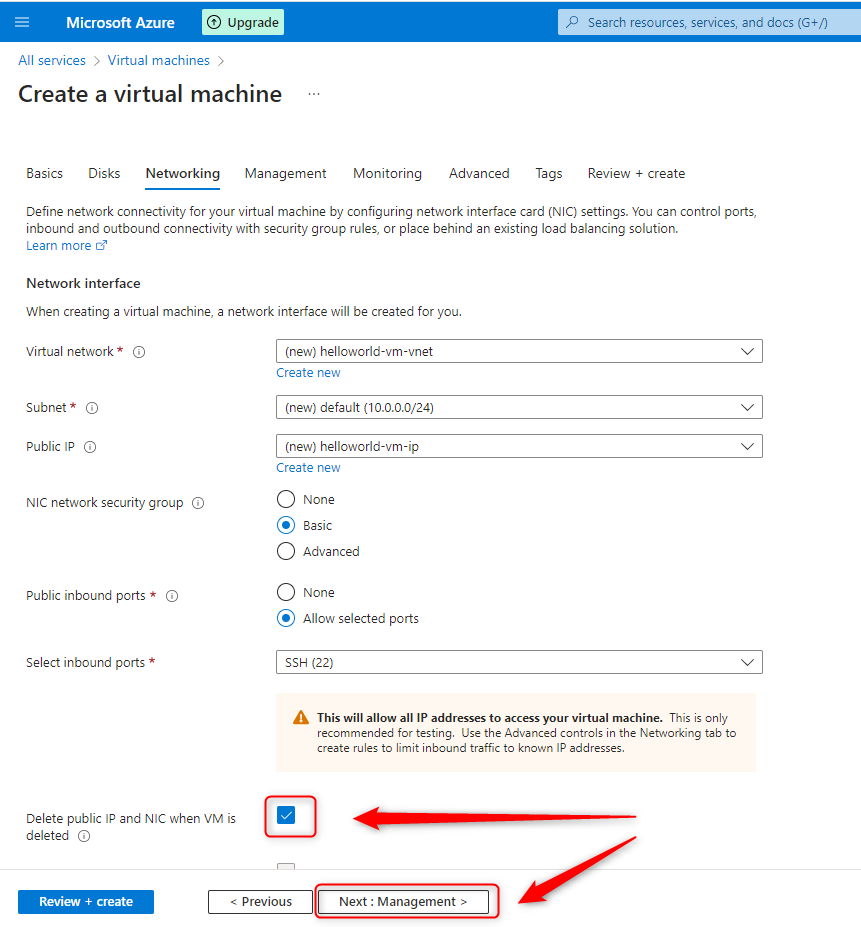 Microsoft Azure
Upgrade
Search resources, services, and docs (G+/)
All services > Virtual machines >
Create a virtual machine ...
Basics Disks Networking Management Monitoring Advanced Tags Review + create
Define network connectivity for your virtual machine by configuring network interface card (NIC) settings. You can control ports,
inbound and outbound connectivity with security group rules, or place behind an existing load balancing solution.
Learn more
Network interface
When creating a virtual machine, a network interface will be created for you.
Virtual network *
(new) helloworld-vm-vnet
Create new
Subnet *
(new) default (10.0.0.0/24)
Public IP
(new) helloworld-vm-ip
Create new
NIC network security group
None
Basic
Advanced
Public inbound ports *
None
Allow selected ports
Select inbound ports *
SSH (22)
This will allow all IP addresses to access your virtual machine. This is only
recommended for testing. Use the Advanced controls in the Networking tab to
create rules to limit inbound traffic to known IP addresses.
Delete public IP and NIC when VM is
deleted
Review + create
< Previous
Next : Management >